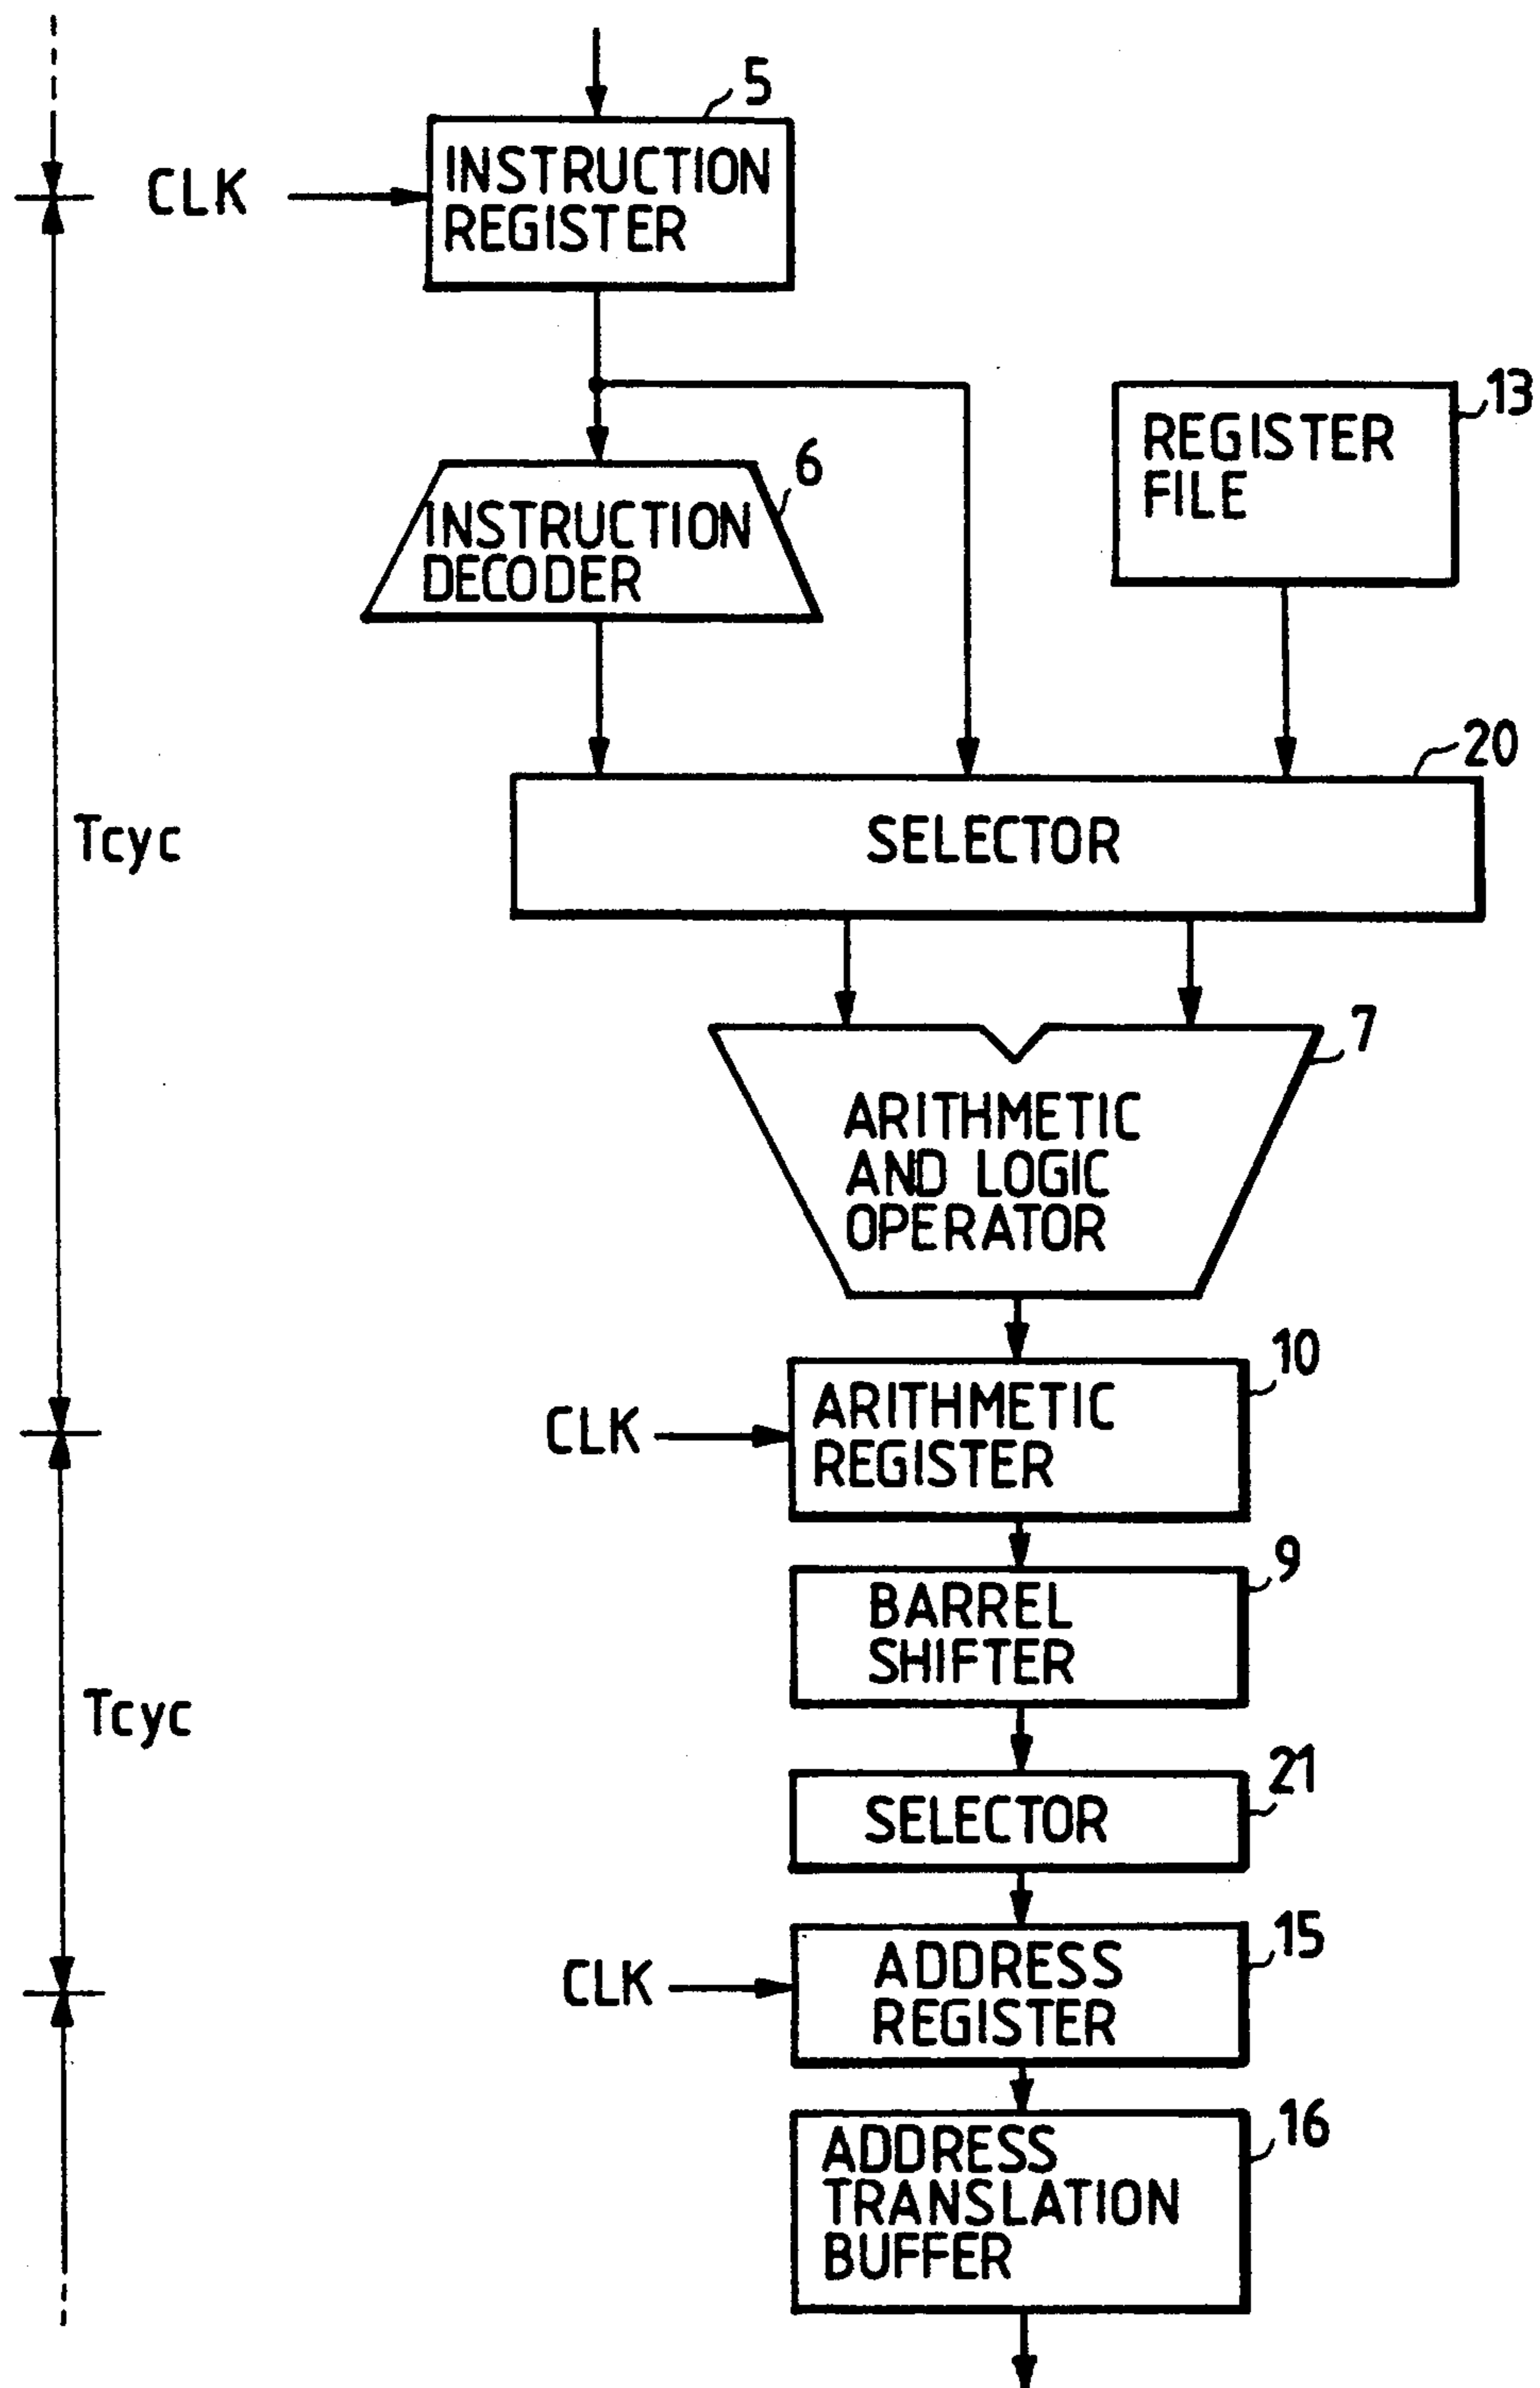 5
INSTRUCTION
REGISTER
CLK
13
REGISTER
FILE
6
INSTRUCTION
DECODER
20
SELECTOR
Tcyc
7
ARITHMETIC
AND LOGIC
OPERATOR
10
ARITHMETIC
REGISTER
CLK
9
BARREL
SHIFTER
Tcyc
21
SELECTOR
15
ADDRESS
REGISTER
CLK
16
ADDRESS
TRANSLATION
BUFFER